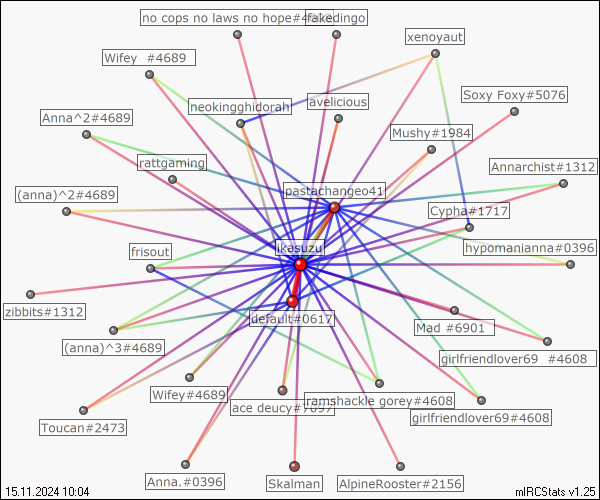 no cops no laws no hope#4
fakedingo
xenoyaut
Wifey #4689
Soxy Foxy#5076
neokingghidorah
avelicious
Anna^2#4689
Mushy#1984
rattgaming
Annarchist#1312
pastachangeo41
(anna)^2#4689
Cypha#1717
ikasuzu
frisout
hypomanianna#0396
zibbits#1312
default#0617
Mad #6901
(anna)^3#4689
girlfriendlover69 #4608
Wifey#4689
ace deucy#7097
ramshackle gorey#4608
girlfriendlover69#4608
Toucan#2473
Anna.#0396
Skalman
AlpineRooster#2156
15.11.2024 10:04
mIRCStats v1.25